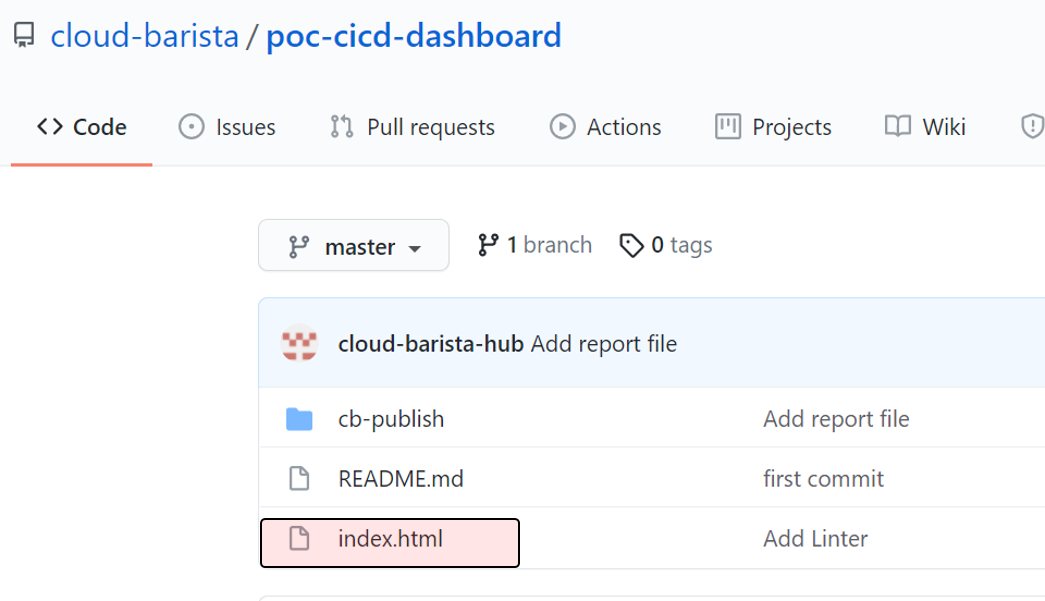 cloud-barista / poc-cicd-dashboard
Code Issues Pull requests Actions Projects Wiki
master 1 branch 0 tags
cloud-barista-hub Add report file
cb-publish Add report file
README.md first commit
index.html Add Linter